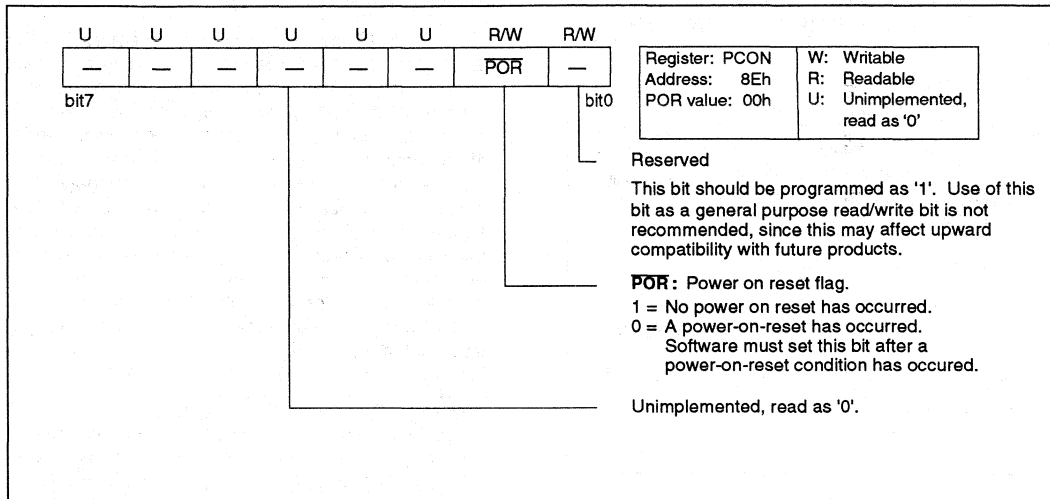 U U U U U U R/W R/W
— — — — — — P̅O̅R̅ —
bit7 bit0
Register: PCON W: Writable
Address: 8Eh R: Readable
POR value: 00h U: Unimplemented,
read as '0'
Reserved
This bit should be programmed as '1'. Use of this
bit as a general purpose read/write bit is not
recommended, since this may affect upward
compatibility with future products.
P̅O̅R̅ : Power on reset flag.
1 = No power on reset has occurred.
0 = A power-on-reset has occurred.
Software must set this bit after a
power-on-reset condition has occured.
Unimplemented, read as '0'.